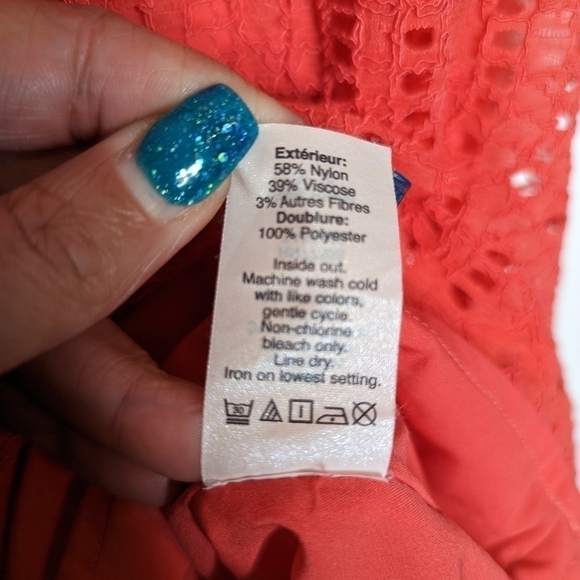 Extérieur:
58% Nylon
39% Viscose
3% Autres Fibres
Doublure:
100% Polyester
Inside out.
Machine wash cold
with like colors,
gentle cycle.
Non-chlorine
bleach only.
Line dry.
Iron on lowest setting.
30